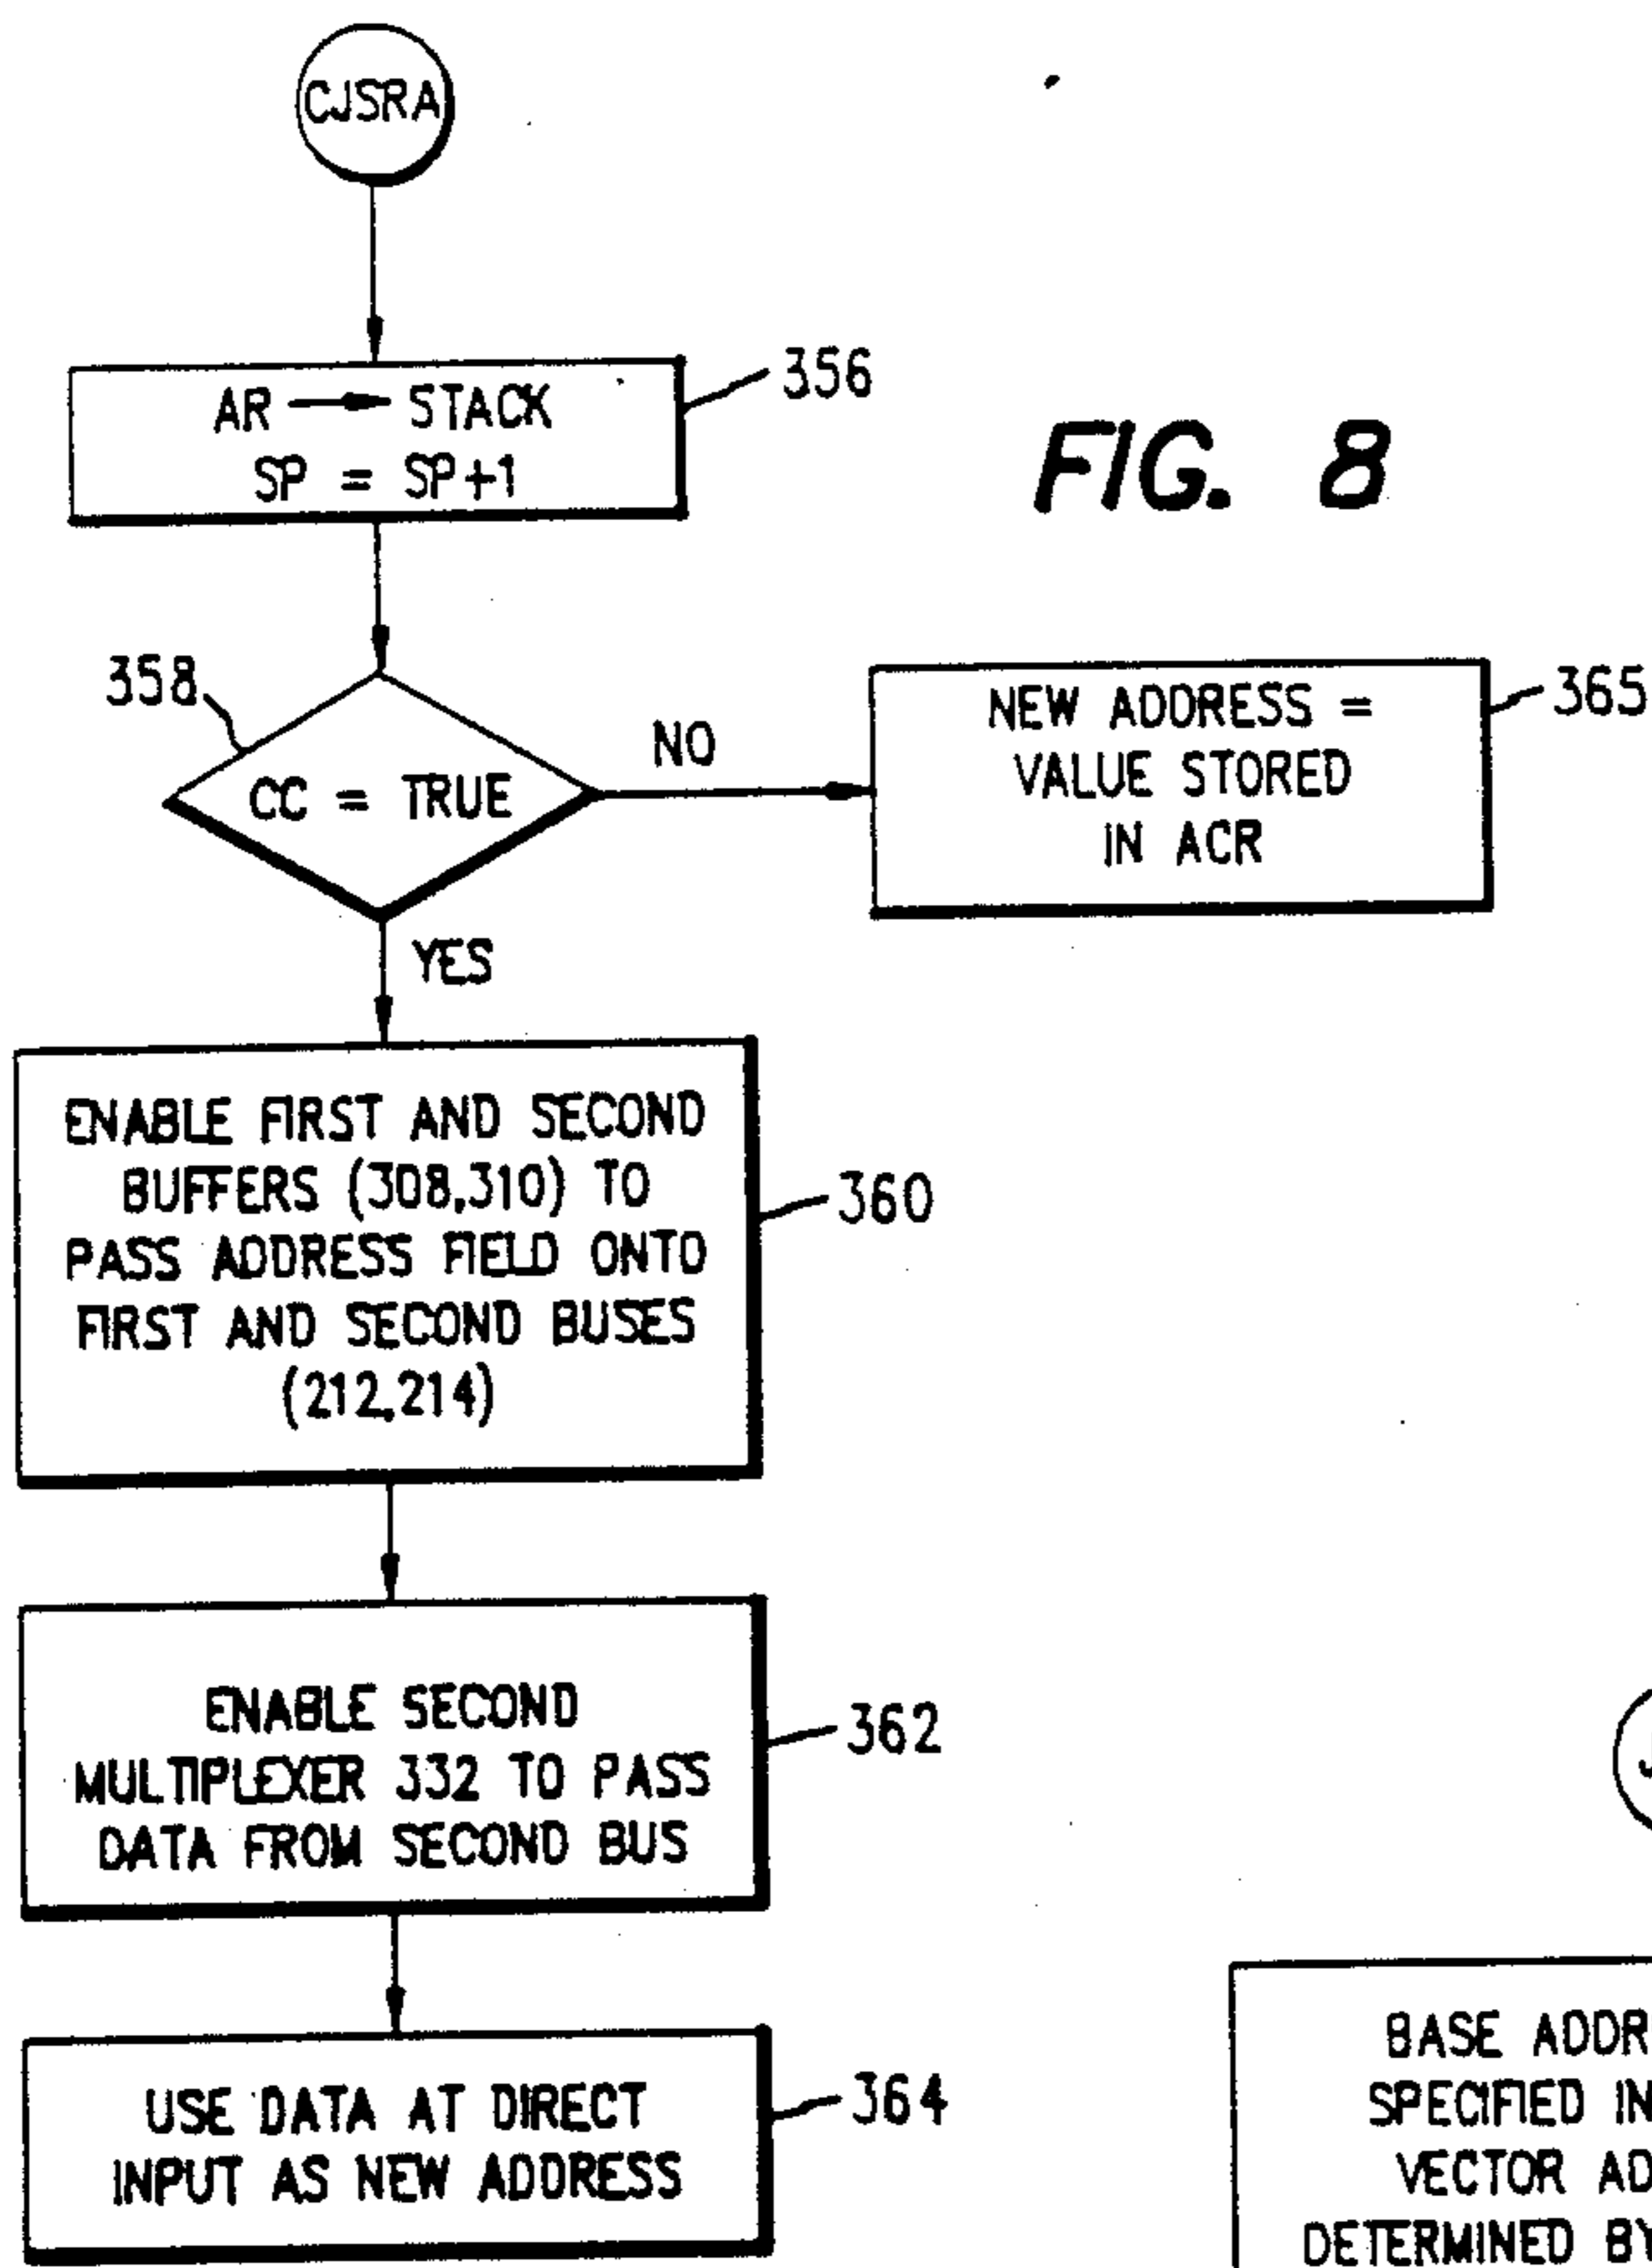 CJSRA
AR → STACK
SP = SP+1
356
FIG. 8
358
CC = TRUE
NO
NEW ADDRESS =
VALUE STORED
IN ACR
365
YES
ENABLE FIRST AND SECOND
BUFFERS (308,310) TO
PASS ADDRESS FIELD ONTO
FIRST AND SECOND BUSES
(212,214)
360
ENABLE SECOND
MULTIPLEXER 332 TO PASS
DATA FROM SECOND BUS
362
USE DATA AT DIRECT
INPUT AS NEW ADDRESS
364
BASE ADDR
SPECIFIED IN
VECTOR AD
DETERMINED BY